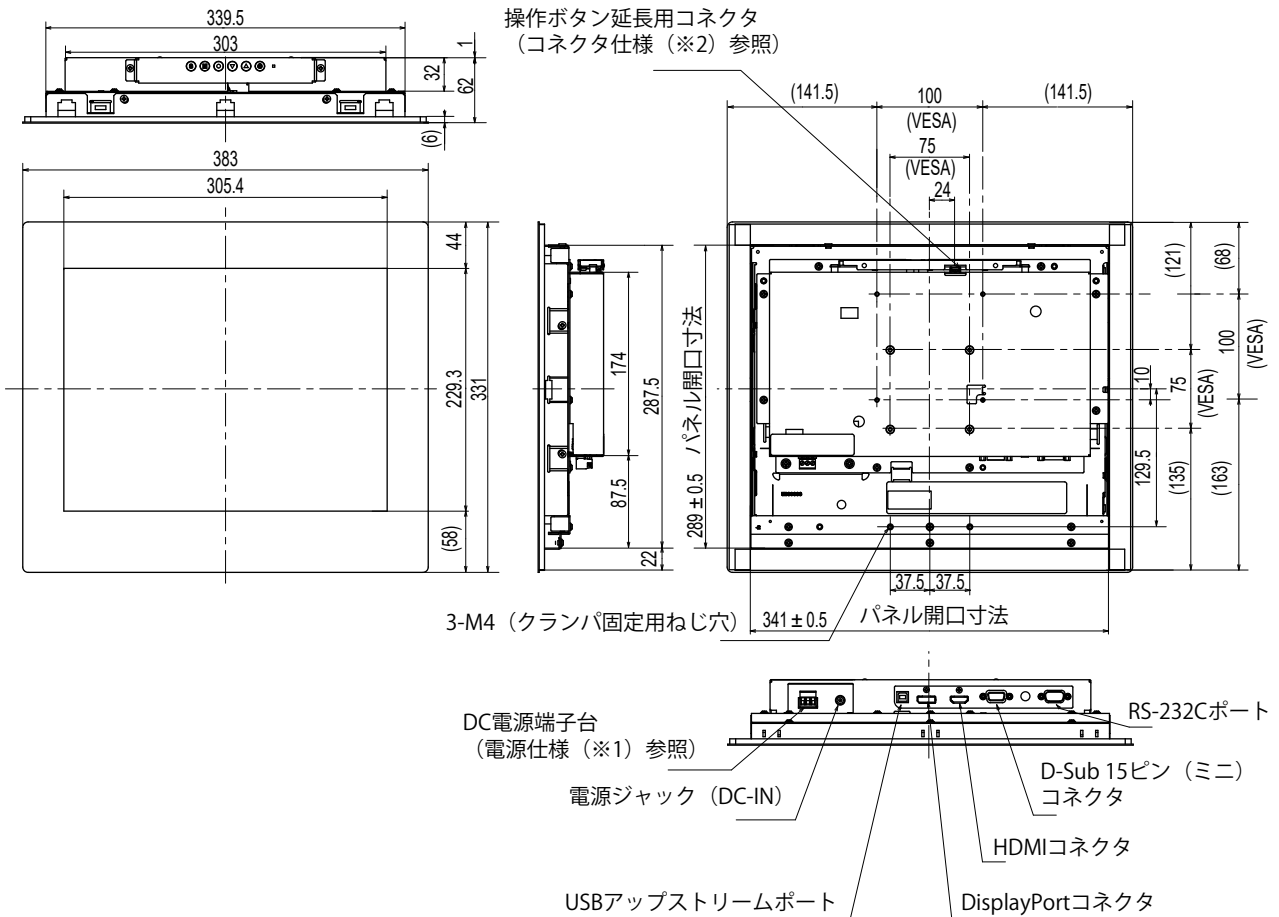 操作ボタン延長用コネクタ
（コネクタ仕様（※2）参照）
339.5
303
1
32
62
(6)
383
305.4
44
229.3
331
(58)
174
287.5
87.5
(141.5)
100
(VESA)
(141.5)
75
(VESA)
24
(121)
(68)
100
(VESA)
10
75
(VESA)
129.5
(135)
(163)
289 ± 0.5 パネル開口寸法
22
37.5
37.5
3-M4（クランパ固定用ねじ穴）
341 ± 0.5 パネル開口寸法
DC電源端子台
（電源仕様（※1）参照）
電源ジャック（DC-IN）
RS-232Cポート
D-Sub 15ピン（ミニ）
コネクタ
HDMIコネクタ
USBアップストリームポート
DisplayPortコネクタ